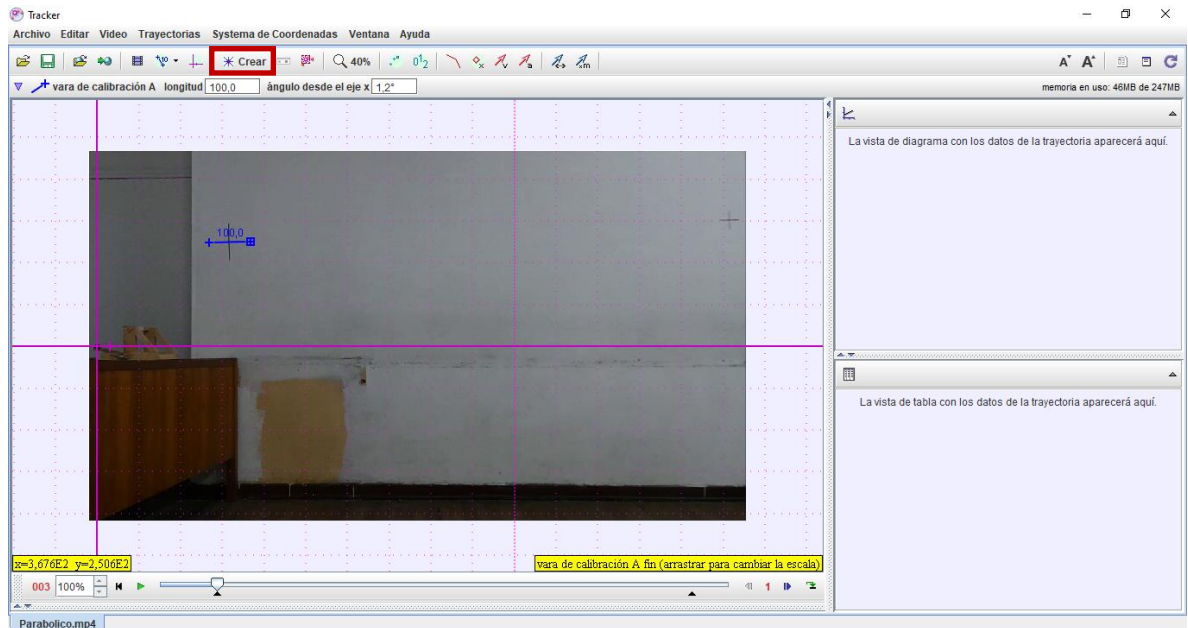 Tracker
Archivo Editar Video Trayectorias Systema de Coordenadas Ventana Ayuda
Crear 40%
vara de calibración A longitud 100,0 ángulo desde el eje x 1,2° memoria en uso: 46MB de 247MB
La vista de diagrama con los datos de la trayectoria aparecerá aquí.
100,0
La vista de tabla con los datos de la trayectoria aparecerá aquí.
x=3,676E2 y=2,506E2 vara de calibración A fin (arrastrar para cambiar la escala)
003 100% 1
Parabolico.mp4